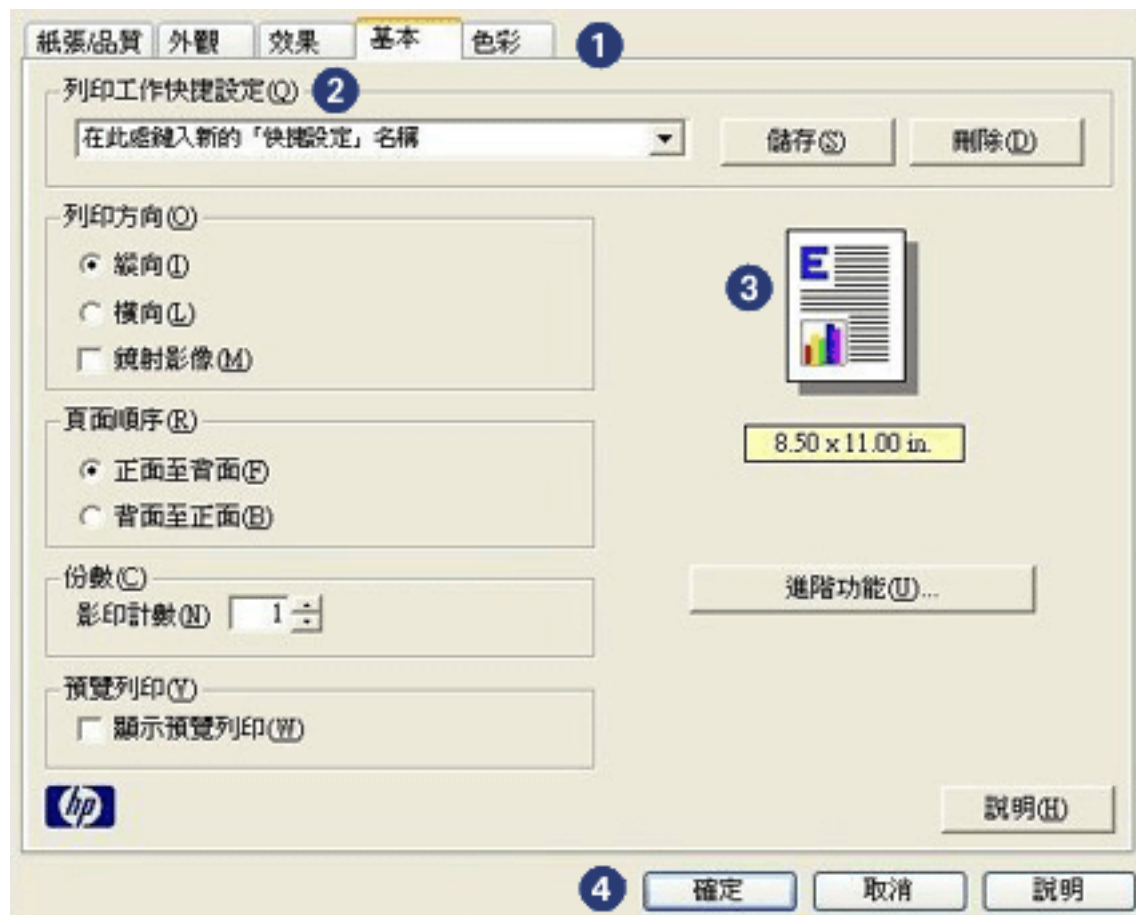 紙張/品質 外觀 效果 基本 色彩 1
列印工作快捷設定(Q) 2
在此處鍵入新的「快捷設定」名稱 儲存(S) 刪除(D)
列印方向(O)
縱向(I)
橫向(L)
鏡射影像(M)
3
E
8.50 x 11.00 in.
頁面順序(R)
正面至背面(F)
背面至正面(B)
份數(C)
影印計數(N) 1
進階功能(U)...
預覽列印(Y)
顯示預覽列印(W)
hp
說明(H)
4 確定 取消 說明